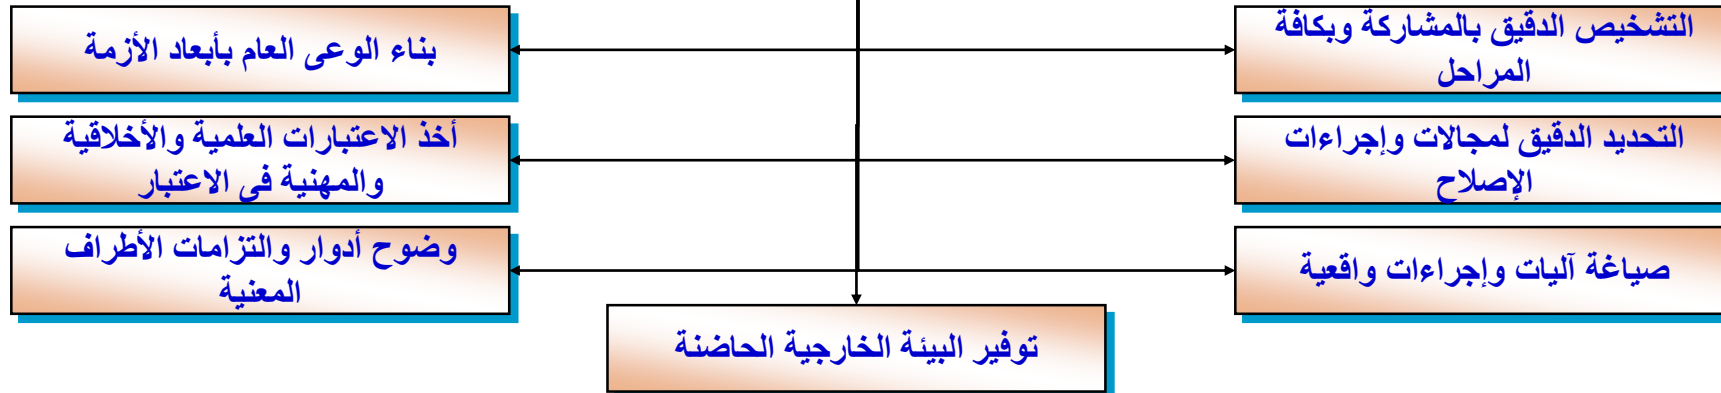 التشخيص الدقيق بالمشاركة وبكافة
المراحل
بناء الوعى العام بأبعاد الأزمة
التحديد الدقيق لمجالات وإجراءات
الإصلاح
أخذ الاعتبارات العلمية والأخلاقية
والمهنية فى الاعتبار
صياغة آليات وإجراءات واقعية
وضوح أدوار والتزامات الأطراف
المعنية
توفير البيئة الخارجية الحاضنة